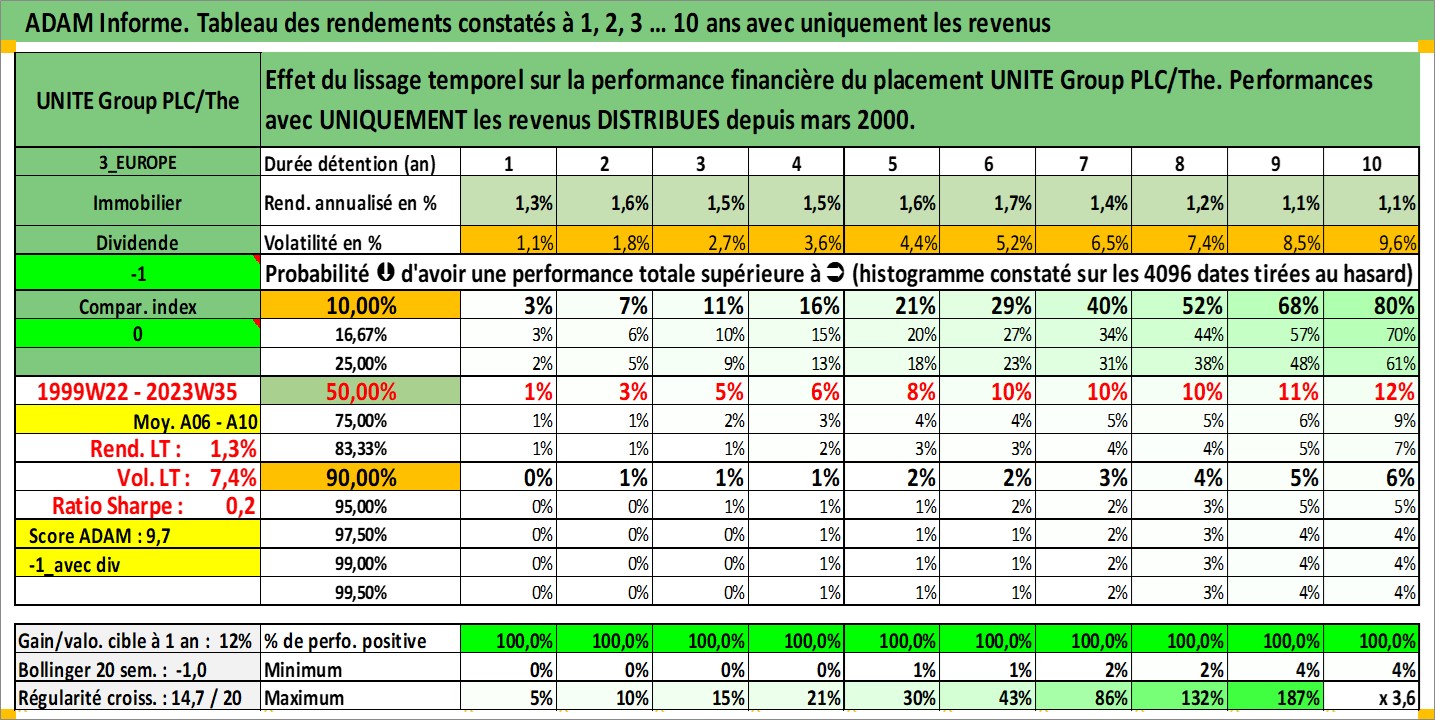 ADAM Informe. Tableau des rendements constatés à 1, 2, 3 ... 10 ans avec uniquement les revenus
UNITE Group PLC/The
Effet du lissage temporel sur la performance financière du placement UNITE Group PLC/The. Performances
avec UNIQUEMENT les revenus DISTRIBUES depuis mars 2000.
3_EUROPE Durée détention (an) 1 2 3 4 5 6 7 8 9 10
Immobilier Rend. annualisé en % 1,3% 1,6% 1,5% 1,5% 1,6% 1,7% 1,4% 1,2% 1,1% 1,1%
Dividende Volatilité en % 1,1% 1,8% 2,7% 3,6% 4,4% 5,2% 6,5% 7,4% 8,5% 9,6%
-1 Probabilité d'avoir une performance totale supérieure à (histogramme constaté sur les 4096 dates tirées au hasard)
Compar. index 10,00% 3% 7% 11% 16% 21% 29% 40% 52% 68% 80%
0 16,67% 3% 6% 10% 15% 20% 27% 34% 44% 57% 70%
25,00% 2% 5% 9% 13% 18% 23% 31% 38% 48% 61%
1999W22 - 2023W35 50,00% 1% 3% 5% 6% 8% 10% 10% 10% 11% 12%
Moy. A06 - A10 75,00% 1% 1% 2% 3% 4% 4% 5% 5% 6% 9%
Rend. LT : 1,3% 83,33% 1% 1% 1% 2% 3% 3% 4% 4% 5% 7%
Vol. LT : 7,4% 90,00% 0% 1% 1% 1% 2% 2% 3% 4% 5% 6%
Ratio Sharpe : 0,2 95,00% 0% 0% 1% 1% 1% 2% 2% 3% 5% 5%
Score ADAM : 9,7 97,50% 0% 0% 0% 1% 1% 1% 2% 3% 4% 4%
-1_avec div 99,00% 0% 0% 0% 1% 1% 1% 2% 3% 4% 4%
99,50% 0% 0% 0% 1% 1% 1% 2% 3% 4% 4%
Gain/valo. cible à 1 an : 12% % de perfo. positive 100,0% 100,0% 100,0% 100,0% 100,0% 100,0% 100,0% 100,0% 100,0% 100,0%
Bollinger 20 sem. : -1,0 Minimum 0% 0% 0% 0% 1% 1% 2% 2% 4% 4%
Régularité croiss. : 14,7 / 20 Maximum 5% 10% 15% 21% 30% 43% 86% 132% 187% x 3,6